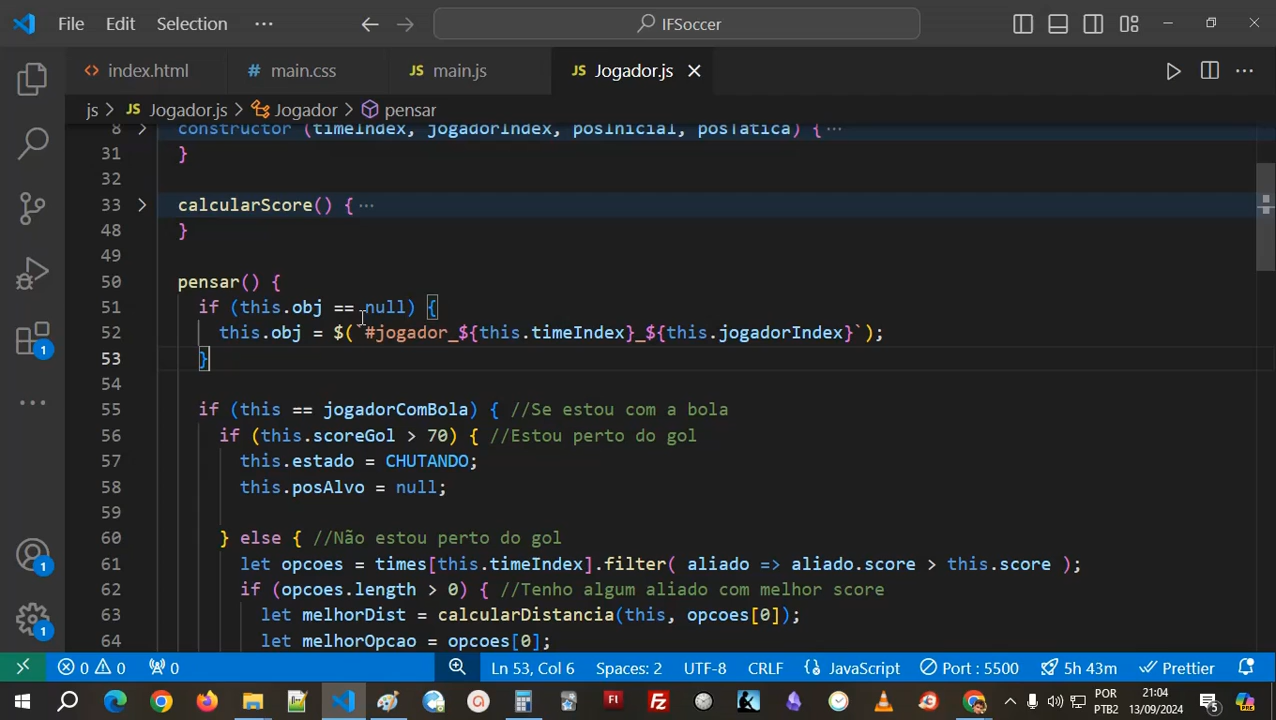 File Edit Selection ··· IFSoccer
index.html main.css JS main.js JS Jogador.js
js > JS Jogador.js > Jogador > pensar
8 constructor (timeIndex, jogadorIndex, posInicial, posTatica) {···
31 }
32
33 calcularScore() {···
48 }
49
50 pensar() {
51 if (this.obj == null) {
52 this.obj = $(`#jogador_${this.timeIndex}_${this.jogadorIndex}`);
53 }
54
55 if (this == jogadorComBola) { //Se estou com a bola
56 if (this.scoreGol > 70) { //Estou perto do gol
57 this.estado = CHUTANDO;
58 this.posAlvo = null;
59
60 } else { //Não estou perto do gol
61 let opcoes = times[this.timeIndex].filter( aliado => aliado.score > this.score );
62 if (opcoes.length > 0) { //Tenho algum aliado com melhor score
63 let melhorDist = calcularDistancia(this, opcoes[0]);
64 let melhorOpcao = opcoes[0];
1
1
1
0 0 0 Ln 53, Col 6 Spaces: 2 UTF-8 CRLF {} JavaScript Port : 5500 5h 43m Prettier
POR 21:04
PTB2 13/09/2024 5